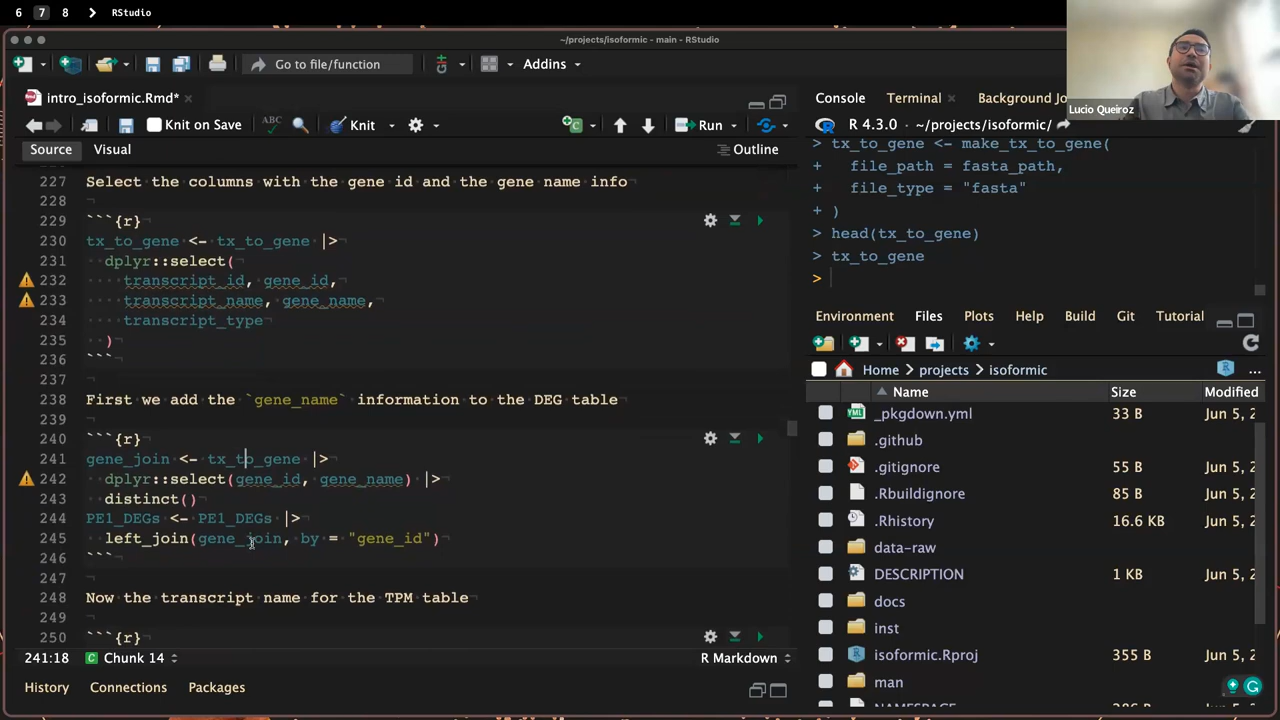 6 7 8 RStudio
~/projects/isoformic - main - RStudio
Go to file/function Addins
intro_isoformic.Rmd*
Knit on Save ABC Knit Run
Source Visual Outline
227 Select the columns with the gene id and the gene name info
228
229 ```{r}
230 tx_to_gene <- tx_to_gene |>
231 dplyr::select(
232 transcript_id, gene_id,
233 transcript_name, gene_name,
234 transcript_type
235 )
236 ```
237
238 First we add the `gene_name` information to the DEG table
239
240 ```{r}
241 gene_join <- tx_to_gene |>
242 dplyr::select(gene_id, gene_name) |>
243 distinct()
244 PE1_DEGs <- PE1_DEGs |>
245 left_join(gene_join, by = "gene_id")
246 ```
247
248 Now the transcript name for the TPM table
249
250 ```{r}
241:18 Chunk 14 R Markdown
History Connections Packages
Lucio Queiroz
Console Terminal Background Jo
R 4.3.0 · ~/projects/isoformic/
> tx_to_gene <- make_tx_to_gene(
+ file_path = fasta_path,
+ file_type = "fasta"
+ )
> head(tx_to_gene)
> tx_to_gene
>
Environment Files Plots Help Build Git Tutorial
Home projects isoformic ...
Name Size Modified
_pkgdown.yml 33 B Jun 5, 2
.github
.gitignore 55 B Jun 5, 2
.Rbuildignore 85 B Jun 5, 2
.Rhistory 16.6 KB Jun 5, 2
data-raw
DESCRIPTION 1 KB Jun 5, 2
docs
inst
isoformic.Rproj 355 B Jun 5, 2
man